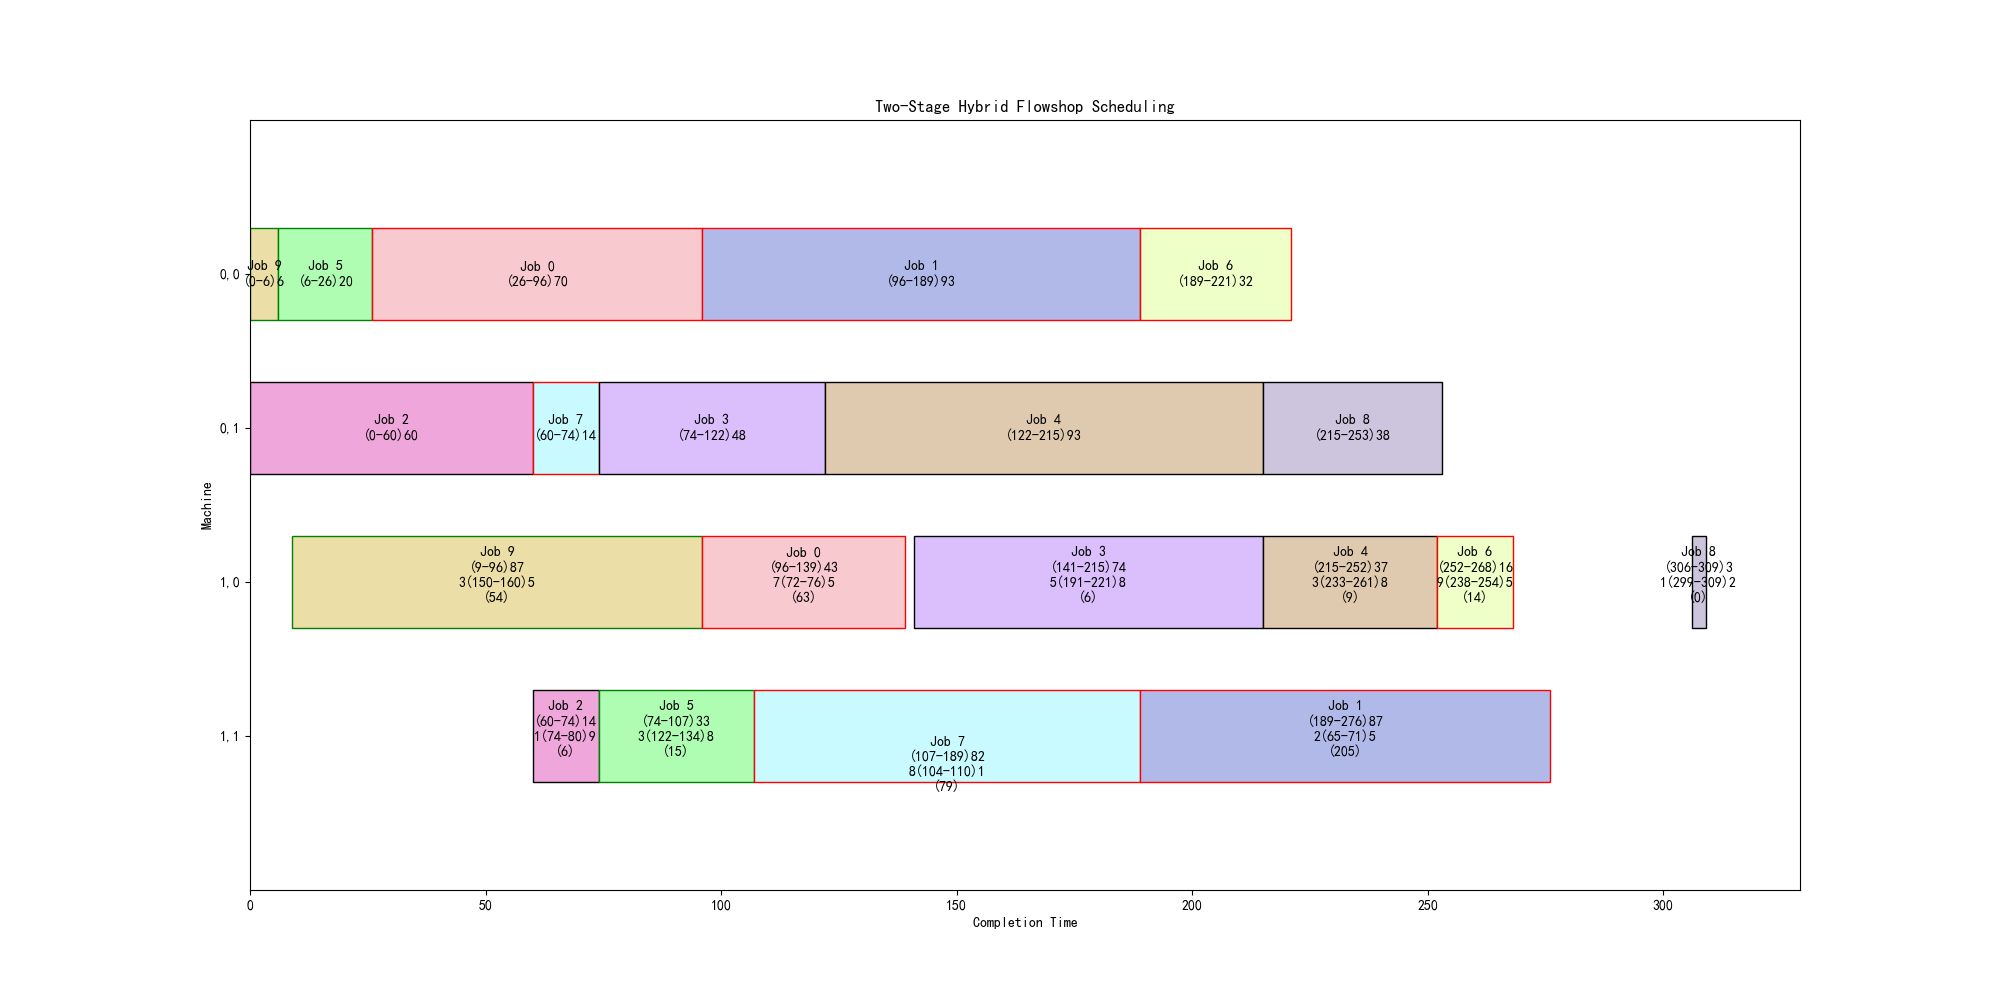 Two-Stage Hybrid Flowshop Scheduling
Machine
0,0
Job 9
(0-6)6
Job 5
(6-26)20
Job 0
(26-96)70
Job 1
(96-189)93
Job 6
(189-221)32
0,1
Job 2
(0-60)60
Job 7
(60-74)14
Job 3
(74-122)48
Job 4
(122-215)93
Job 8
(215-253)38
1,0
Job 9
(9-96)87
3(150-160)5
(54)
Job 0
(96-139)43
7(72-76)5
(63)
Job 3
(141-215)74
5(191-221)8
(6)
Job 4
(215-252)37
3(233-261)8
(9)
Job 6
(252-268)16
9(238-254)5
(14)
Job 8
(306-309)3
1(299-309)2
(0)
1,1
Job 2
(60-74)14
1(74-80)9
(6)
Job 5
(74-107)33
3(122-134)8
(15)
Job 7
(107-189)82
8(104-110)1
(79)
Job 1
(189-276)87
2(65-71)5
(205)
0
50
100
150
200
250
300
Completion Time